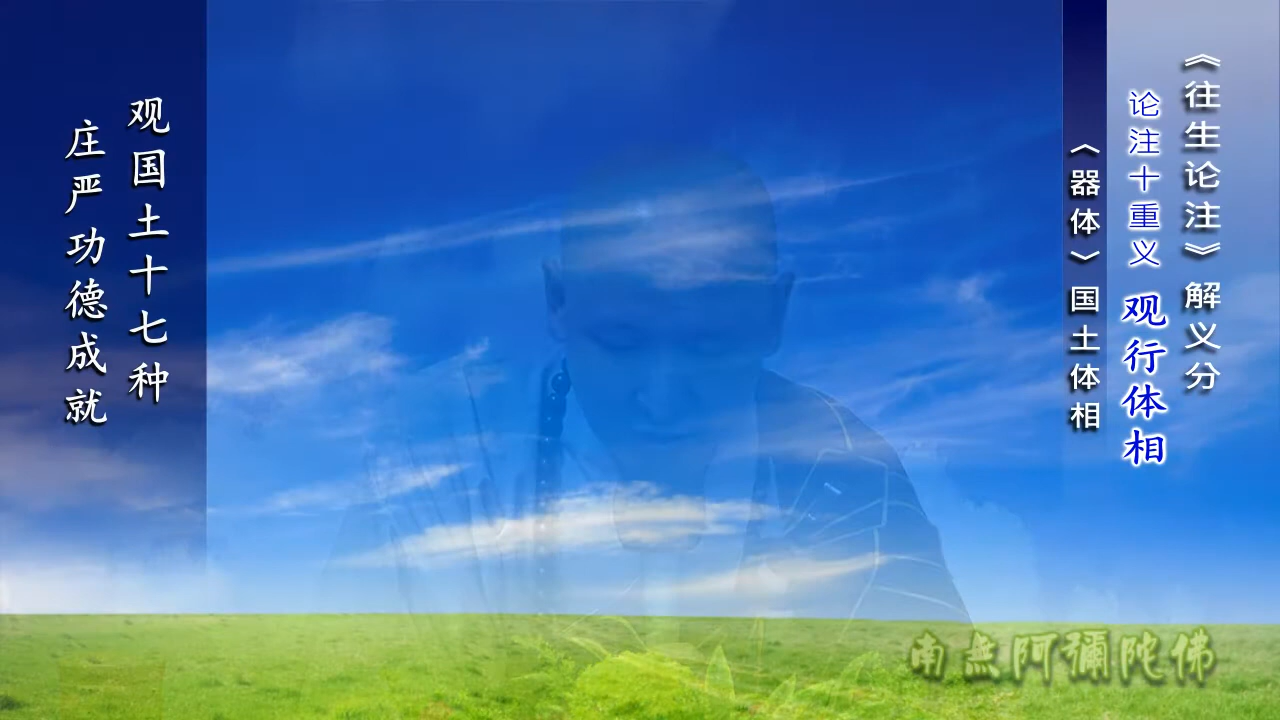 《往生论注》解义分
论注十重义 观行体相
〈器体〉国土体相
观国土十七种
庄严功德成就
南無阿彌陀佛